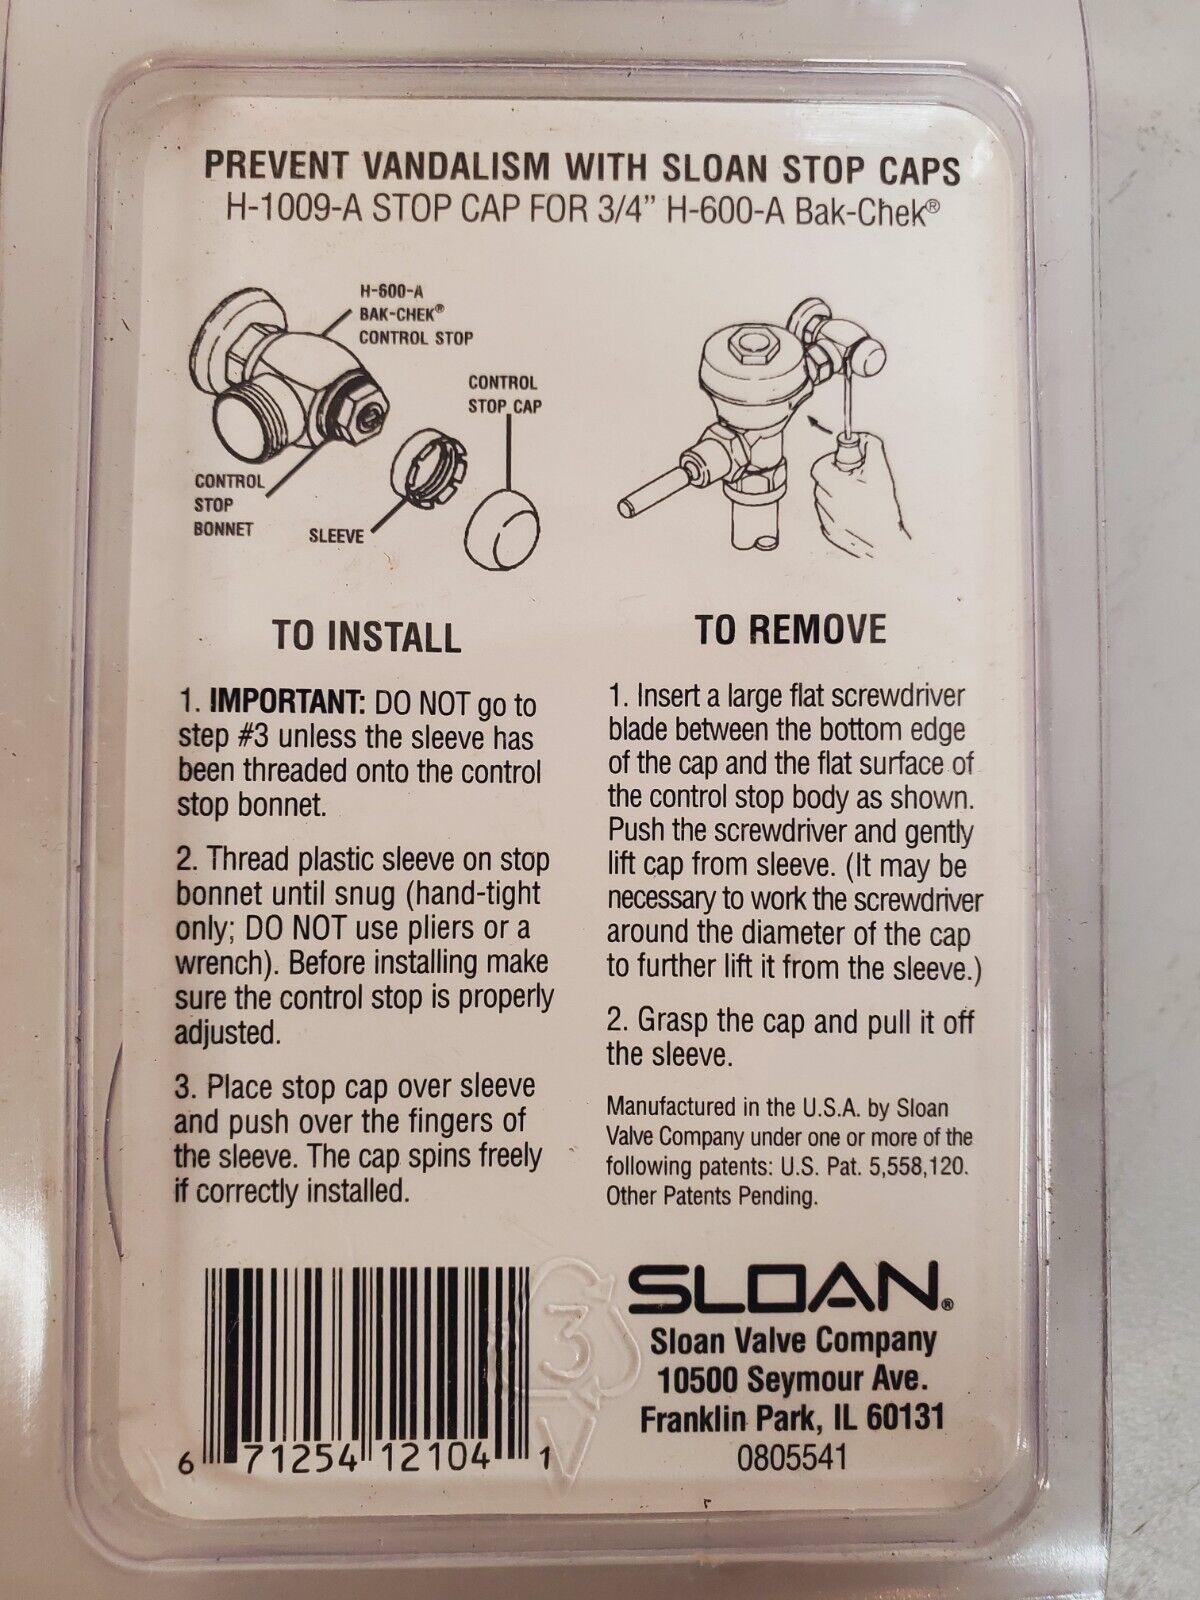 PREVENT VANDALISM WITH SLOAN STOP CAPS
H-1009-A STOP CAP FOR 3/4" H-600-A Bak-Chek®
H-600-A
BAK-CHEK®
CONTROL STOP
CONTROL
STOP CAP
CONTROL
STOP
BONNET
SLEEVE
TO INSTALL
1. IMPORTANT: DO NOT go to
step #3 unless the sleeve has
been threaded onto the control
stop bonnet.
2. Thread plastic sleeve on stop
bonnet until snug (hand-tight
only; DO NOT use pliers or a
wrench). Before installing make
sure the control stop is properly
adjusted.
3. Place stop cap over sleeve
and push over the fingers of
the sleeve. The cap spins freely
if correctly installed.
TO REMOVE
1. Insert a large flat screwdriver
blade between the bottom edge
of the cap and the flat surface of
the control stop body as shown.
Push the screwdriver and gently
lift cap from sleeve. (It may be
necessary to work the screwdriver
around the diameter of the cap
to further lift it from the sleeve.)
2. Grasp the cap and pull it off
the sleeve.
Manufactured in the U.S.A. by Sloan
Valve Company under one or more of the
following patents: U.S. Pat. 5,558,120.
Other Patents Pending.
6 71254 12104 1
3
V
SLOAN®
Sloan Valve Company
10500 Seymour Ave.
Franklin Park, IL 60131
0805541